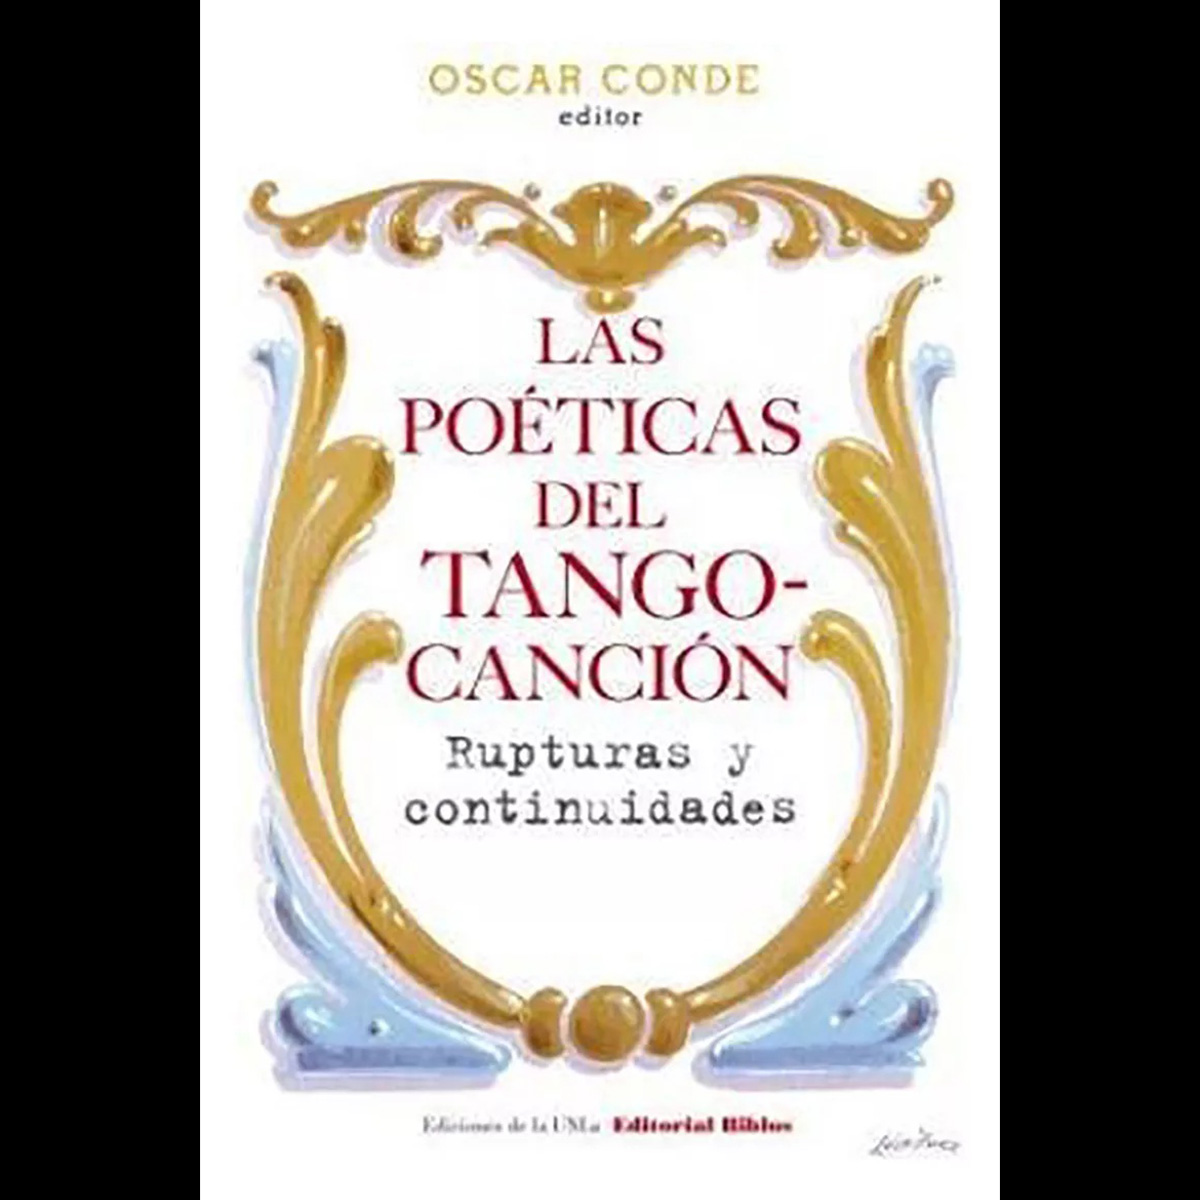 OSCAR CONDE
editor
LAS
POÉTICAS
DEL
TANGO-
CANCIÓN
Rupturas y
continuidades
Ediciones de la UNLa Editorial Biblos